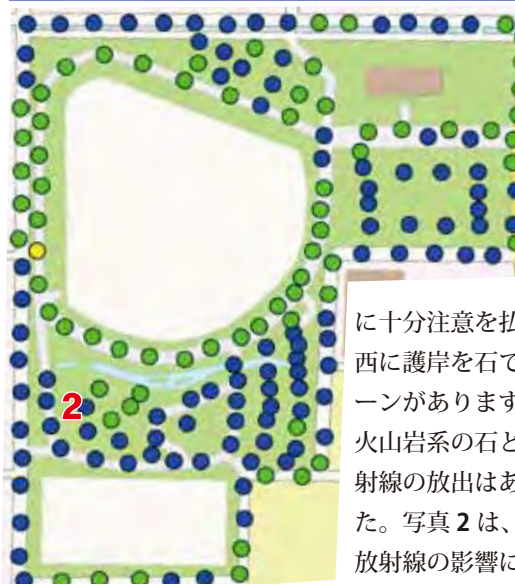 2
に十分注意を払
西に護岸を石で
ーンがあります
火山岩系の石と
射線の放出はあ
た。写真 2 は、
放射線の影響に